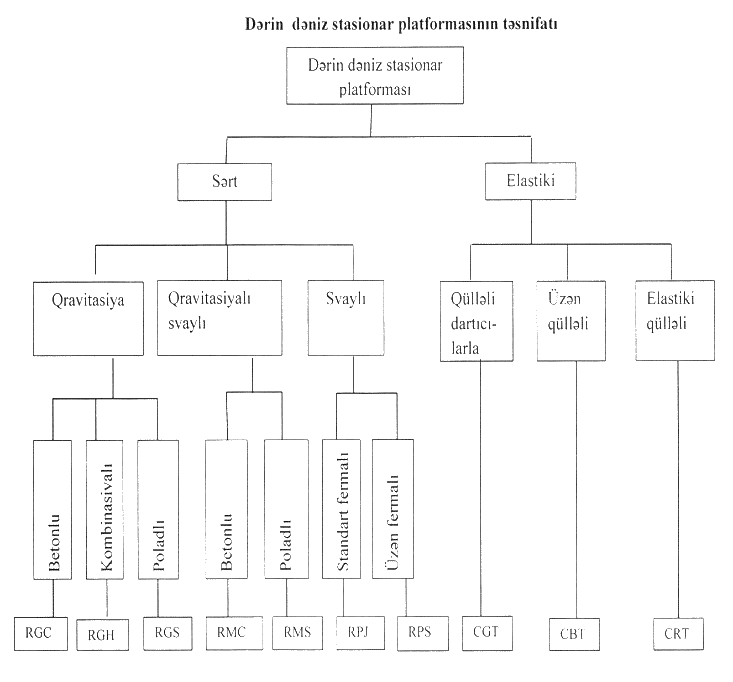 Dərin dəniz stasionar platformasının təsnifatı
Dərin dəniz stasionar
platforması
Sərt
Elastiki
Qravitasiya
Qravitasiyalı
svaylı
Svaylı
Qülləli
dartıcı-
larla
Üzən
qülləli
Elastiki
qülləli
Betonlu
Kombinasivalı
Poladlı
Betonlu
Poladlı
Standart fermalı
Üzən fermalı
RGC
RGH
RGS
RMC
RMS
RPJ
RPS
CGT
CBT
CRT